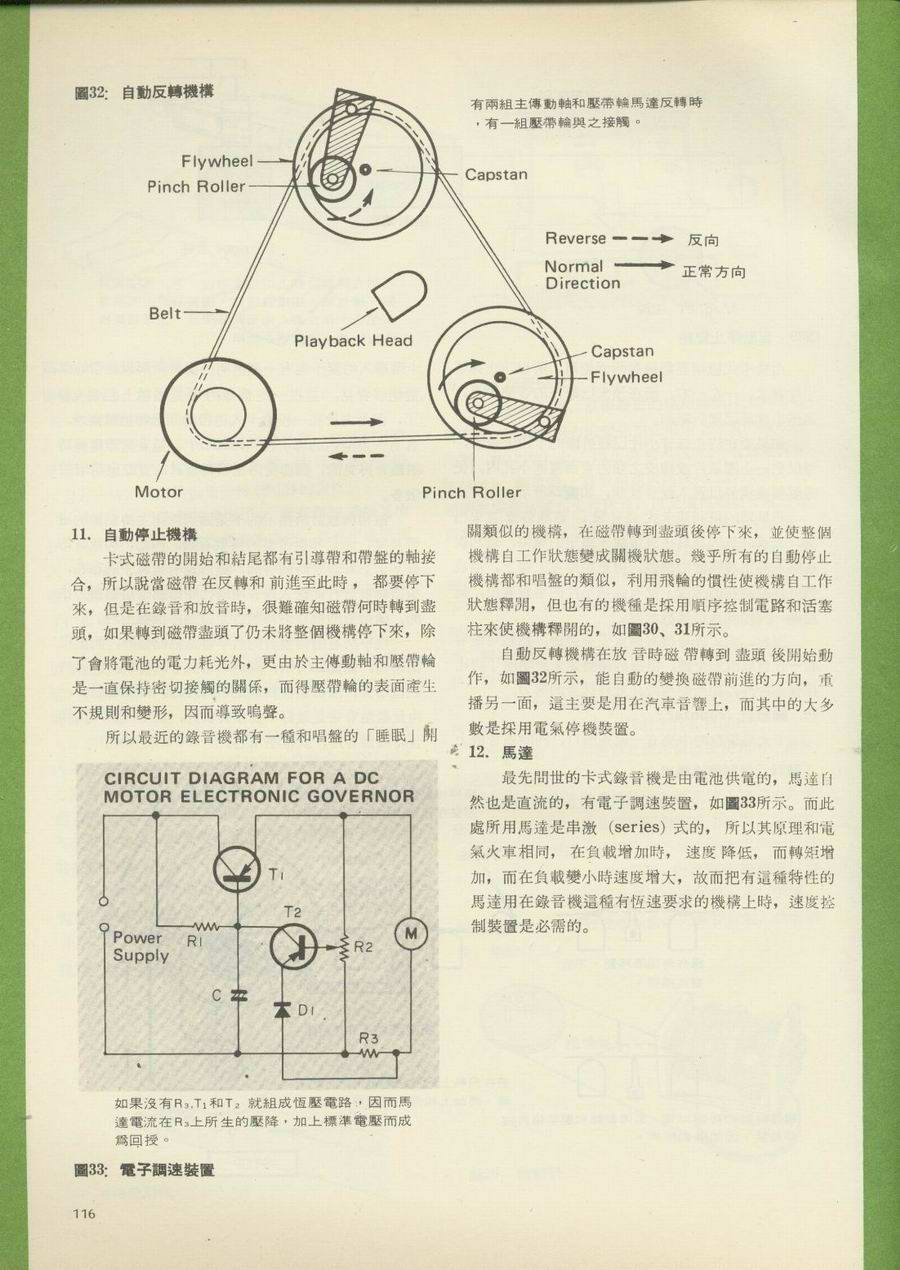 圖32: 自動反轉機構
有兩組主傳動軸和壓帶輪馬達反轉時
，有一組壓帶輪與之接觸。
Flywheel
Pinch Roller
Capstan
Reverse 反向
Normal 正常方向
Direction
Belt
Playback Head
Capstan
Flywheel
Motor
Pinch Roller
11. 自動停止機構
卡式磁帶的開始和結尾都有引導帶和帶盤的軸接
合，所以說當磁帶在反轉和前進至此時，都要停下
來，但是在錄音和放音時，很難確知磁帶何時轉到盡
頭，如果轉到磁帶盡頭了仍未將整個機構停下來，除
了會將電池的電力耗光外，更由於主傳動軸和壓帶輪
是一直保持密切接觸的關係，而得壓帶輪的表面產生
不規則和變形，因而導致嗚聲。
所以最近的錄音機都有一種和唱盤的「睡眠」開
CIRCUIT DIAGRAM FOR A DC
MOTOR ELECTRONIC GOVERNOR
T1
T2
Power
Supply
R1
R2
M
C
D1
R3
如果沒有R₃,T₁和T₂ 就組成恆壓電路，因而馬
達電流在R₃上所生的壓降，加上標準電壓而成
爲回授。
圖33: 電子調速裝置
關類似的機構，在磁帶轉到盡頭後停下來，並使整個
機構自工作狀態變成關機狀態。幾乎所有的自動停止
機構都和唱盤的類似，利用飛輪的慣性使機構自工作
狀態釋開，但也有的機種是採用順序控制電路和活塞
柱來使機構釋開的，如圖30、31所示。
自動反轉機構在放音時磁帶轉到盡頭後開始動
作，如圖32所示，能自動的變換磁帶前進的方向，重
播另一面，這主要是用在汽車音響上，而其中的大多
數是採用電氣停機裝置。
12. 馬達
最先問世的卡式錄音機是由電池供電的，馬達自
然也是直流的，有電子調速裝置，如圖33所示。而此
處所用馬達是串激 (series) 式的，所以其原理和電
氣火車相同，在負載增加時，速度降低，而轉矩增
加，而在負載變小時速度增大，故而把有這種特性的
馬達用在錄音機這種有恆速要求的機構上時，速度控
制裝置是必需的。
116